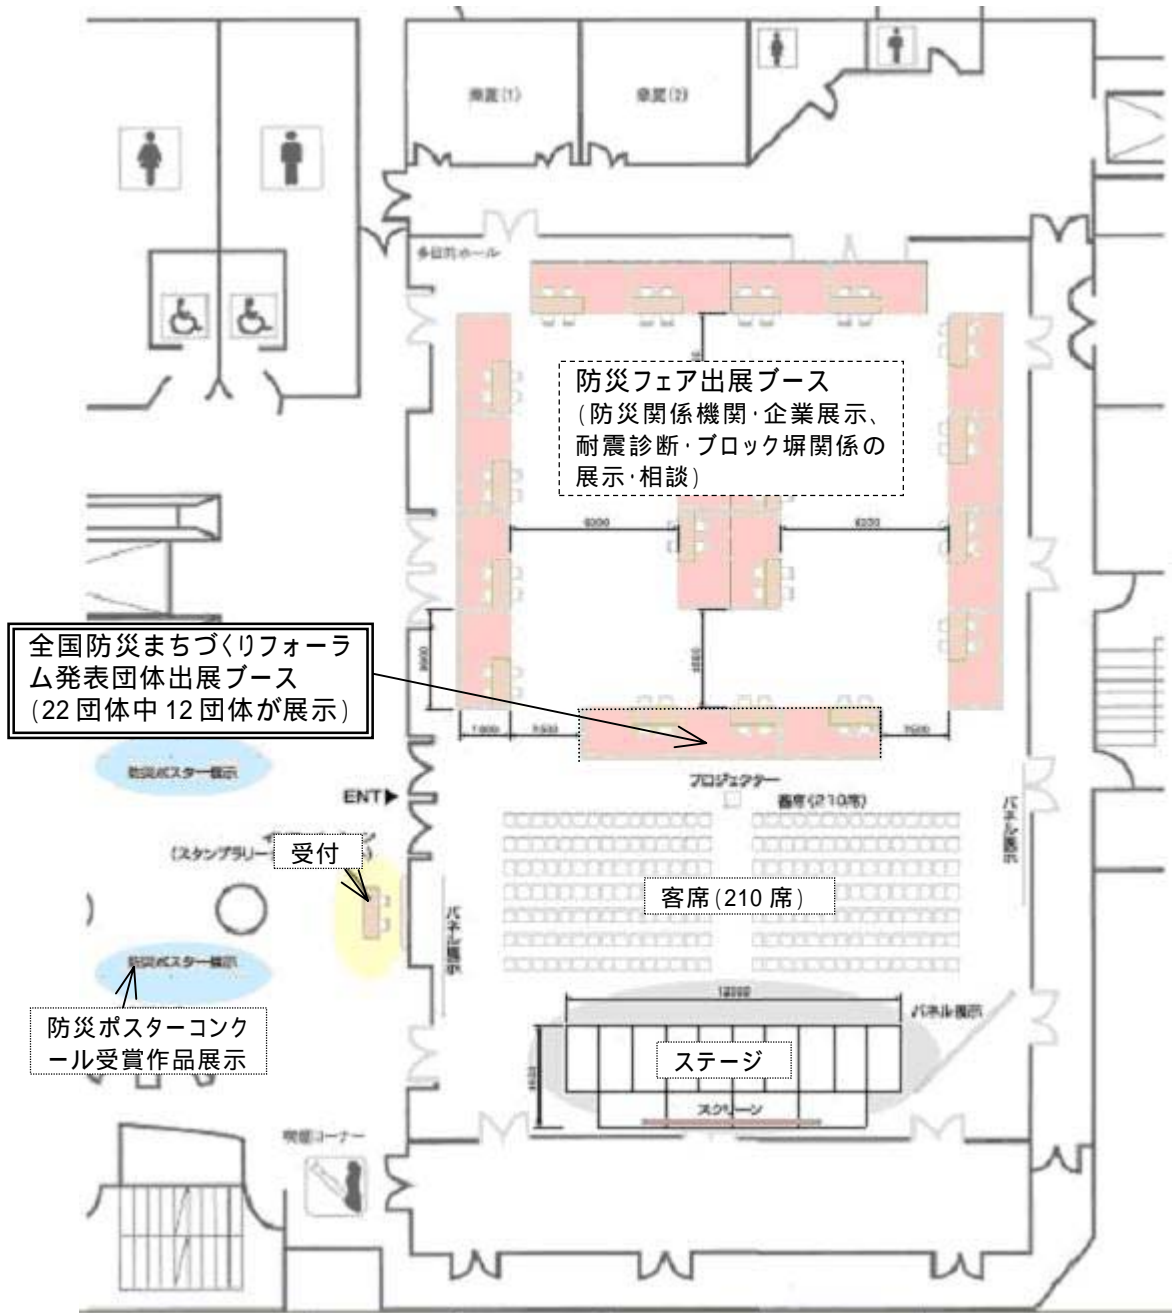 多目的ホール
防災フェア出展ブース
(防災関係機関・企業展示、
耐震診断・ブロック塀関係の
展示・相談)
全国防災まちづくりフォーラ
ム発表団体出展ブース
(22団体中12団体が展示)
防災ポスター展示
プロジェクター
客席(210席)
ENT▶
(スタンプラリー
受付
パネル展示
パネル展示
客席(210席)
防災ポスター展示
防災ポスターコンク
ール受賞作品展示
12000
パネル展示
ステージ
スクリーン
喫煙コーナー